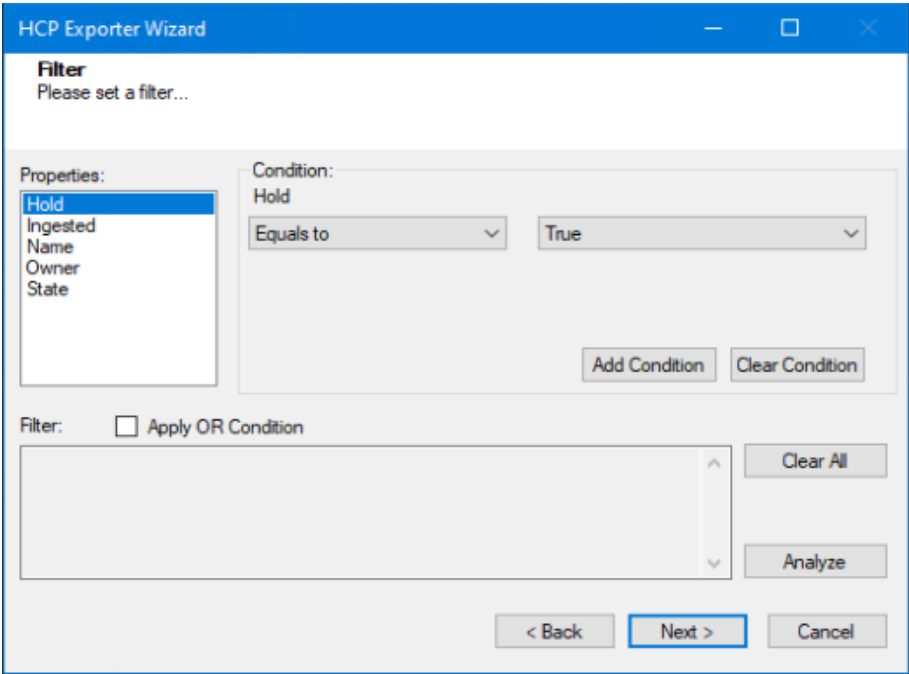 HCP Exporter Wizard
Filter
Please set a filter...
Properties:
Hold
Ingested
Name
Owner
State
Condition:
Hold
Equals to
True
Add Condition
Clear Condition
Filter:
Apply OR Condition
Clear All
Analyze
< Back
Next >
Cancel